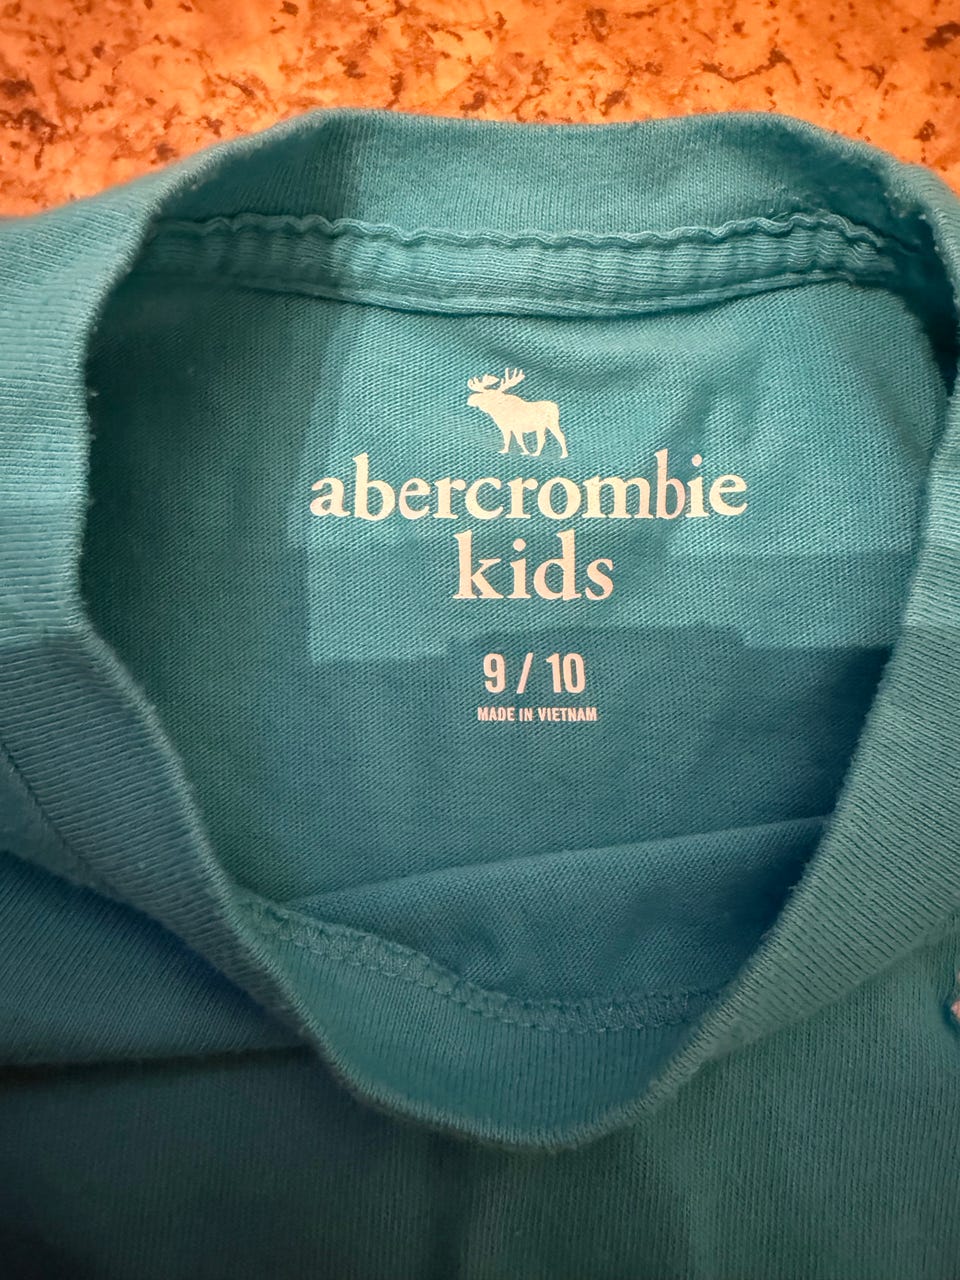 abercrombie
kids
9 / 10
MADE IN VIETNAM